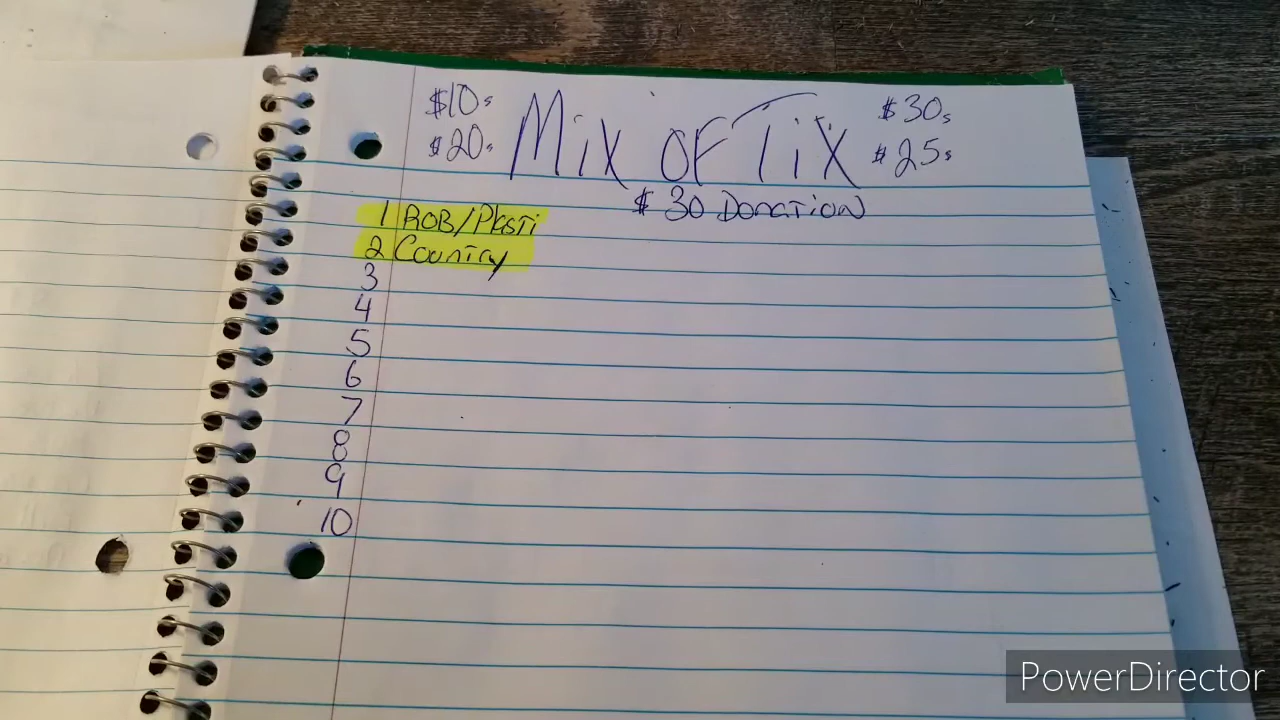 $10s $30s
Mix OF TiX
$20s $25s
$30 Donation
1 ROB/Plasti
2 Country
3
4
5
6
7
8
9
10
PowerDirector